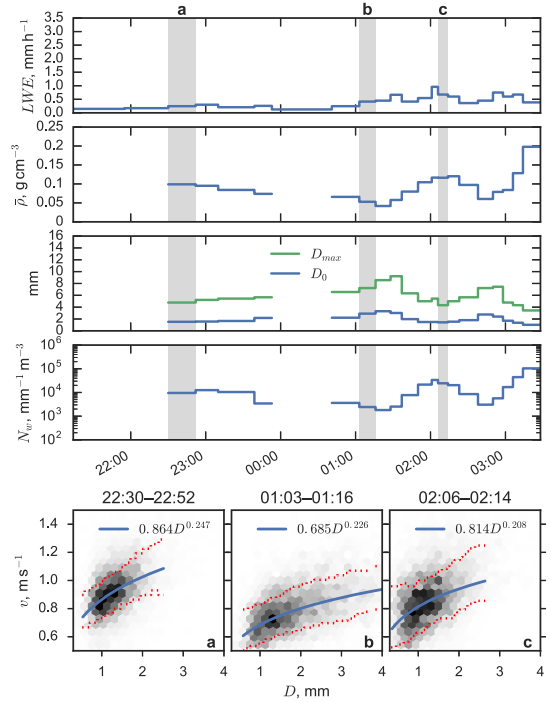 a b c
LWE, mm h⁻¹
3.5
3.0
2.5
2.0
1.5
1.0
0.5
0.0
ρ̄, g cm⁻³
0.25
0.2
0.15
0.1
0.05
0
mm
16
14
12
10
8
6
4
2
0
D_max
D_0
N_w, mm⁻¹ m⁻³
10⁶
10⁵
10⁴
10³
10²
22:00 23:00 00:00 01:00 02:00 03:00
22:30–22:52 01:03–01:16 02:06–02:14
v, m s⁻¹
1.4
1.2
1.0
0.8
0.6
0.864D^0.247 0.685D^0.226 0.814D^0.208
a b c
1 2 3 1 2 3 4 1 2 3 4
D, mm